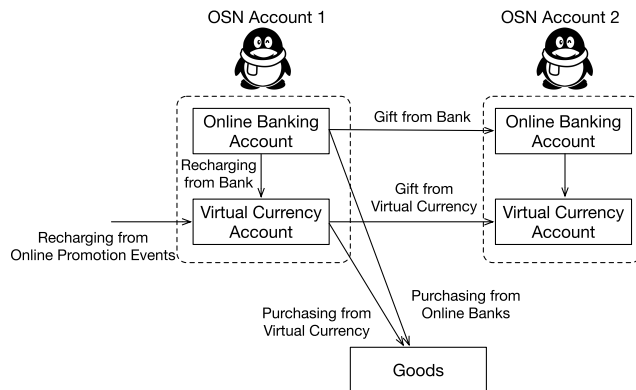 OSN Account 1
OSN Account 2
Online Banking
Account
Gift from Bank
Online Banking
Account
Recharging
from Bank
Gift from
Virtual Currency
Virtual Currency
Account
Virtual Currency
Account
Recharging from
Online Promotion Events
Purchasing from
Virtual Currency
Purchasing from
Online Banks
Goods